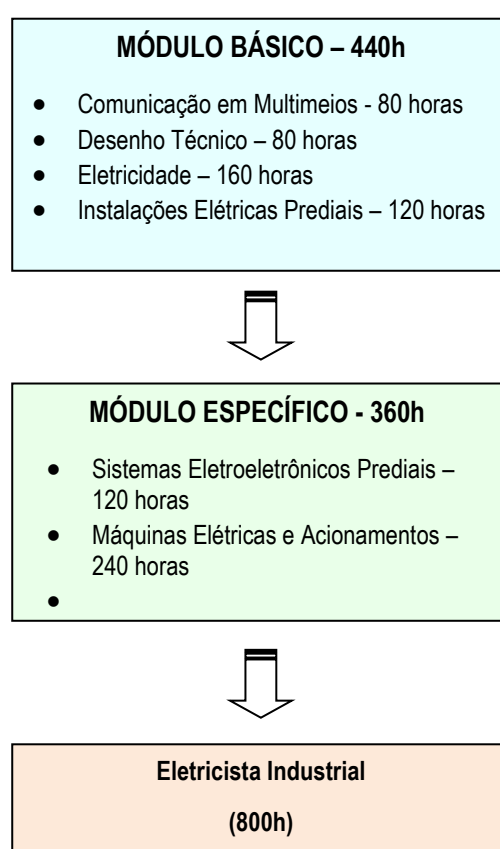 MÓDULO BÁSICO – 440h
• Comunicação em Multimeios - 80 horas
• Desenho Técnico – 80 horas
• Eletricidade – 160 horas
• Instalações Elétricas Prediais – 120 horas
MÓDULO ESPECÍFICO - 360h
• Sistemas Eletroeletrônicos Prediais –
120 horas
• Máquinas Elétricas e Acionamentos –
240 horas
•
Eletricista Industrial
(800h)